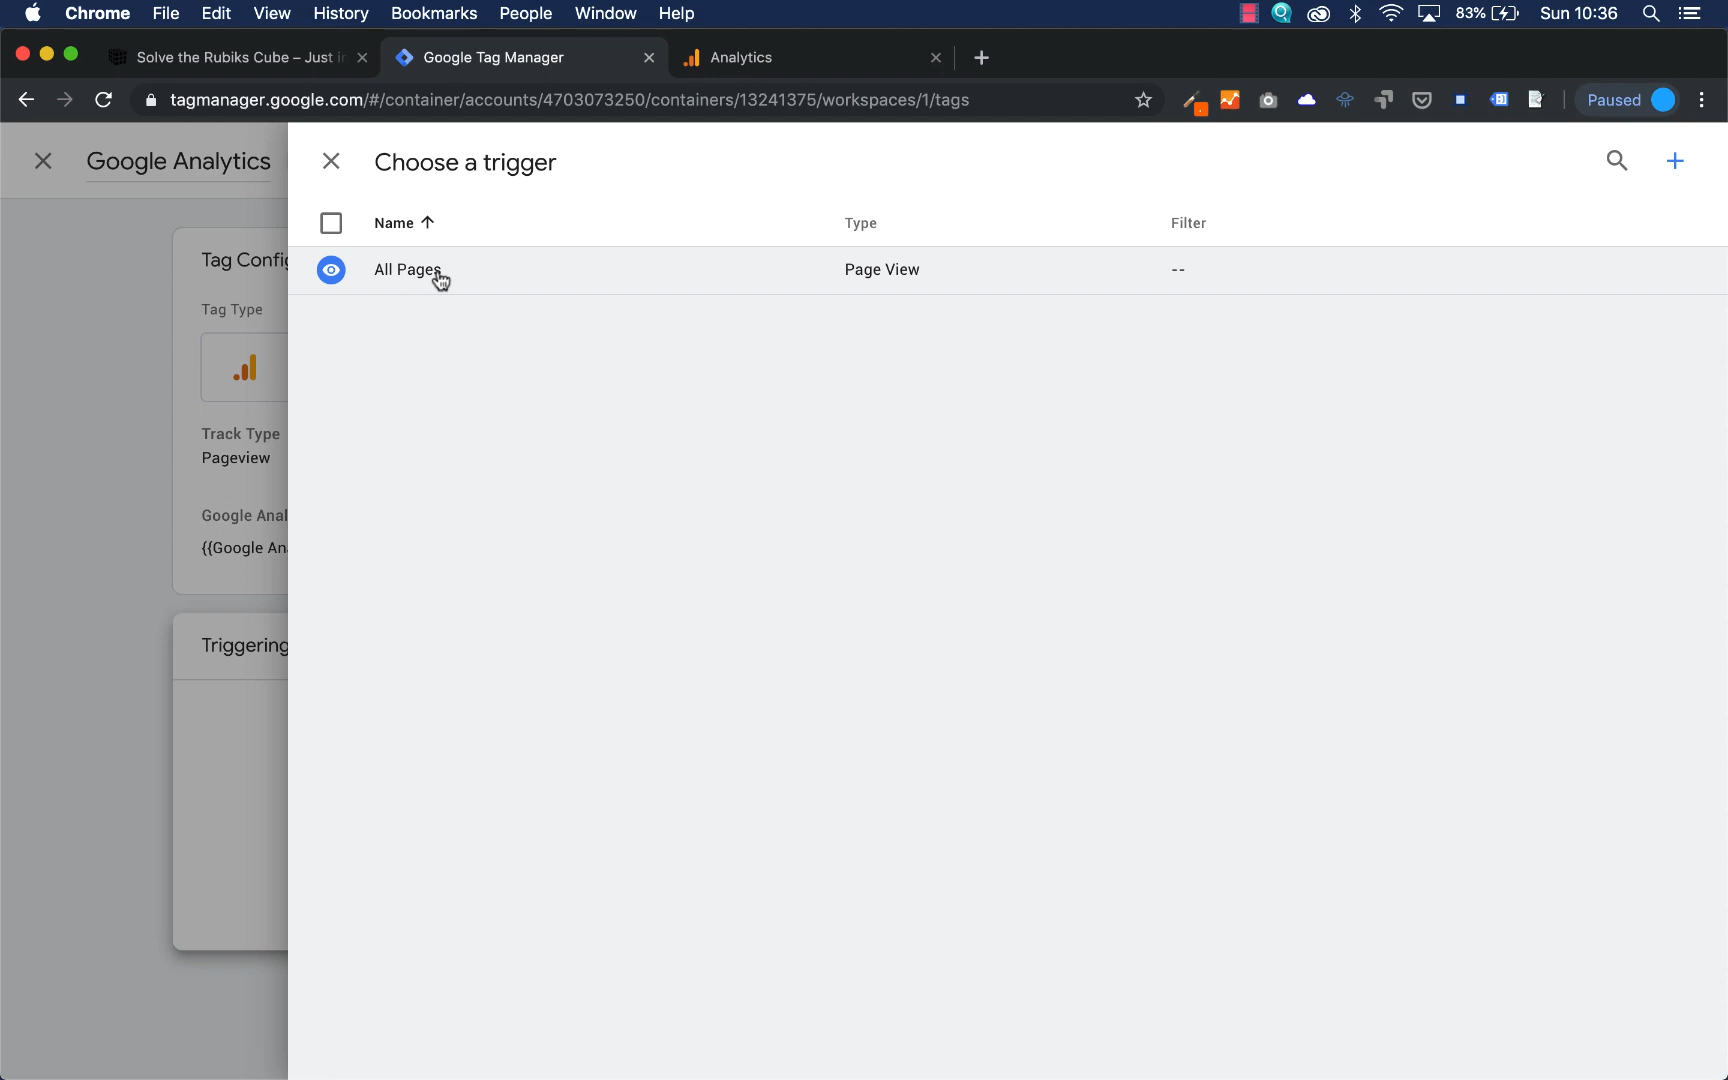 Chrome File Edit View History Bookmarks People Window Help 83% Sun 10:36
Solve the Rubiks Cube – Just in Google Tag Manager Analytics
tagmanager.google.com/#/container/accounts/4703073250/containers/13241375/workspaces/1/tags Paused
Google Analytics
Choose a trigger
Name Type Filter
All Pages Page View --
Tag Config
Tag Type
Track Type
Pageview
Google Anal
{{Google An
Triggering